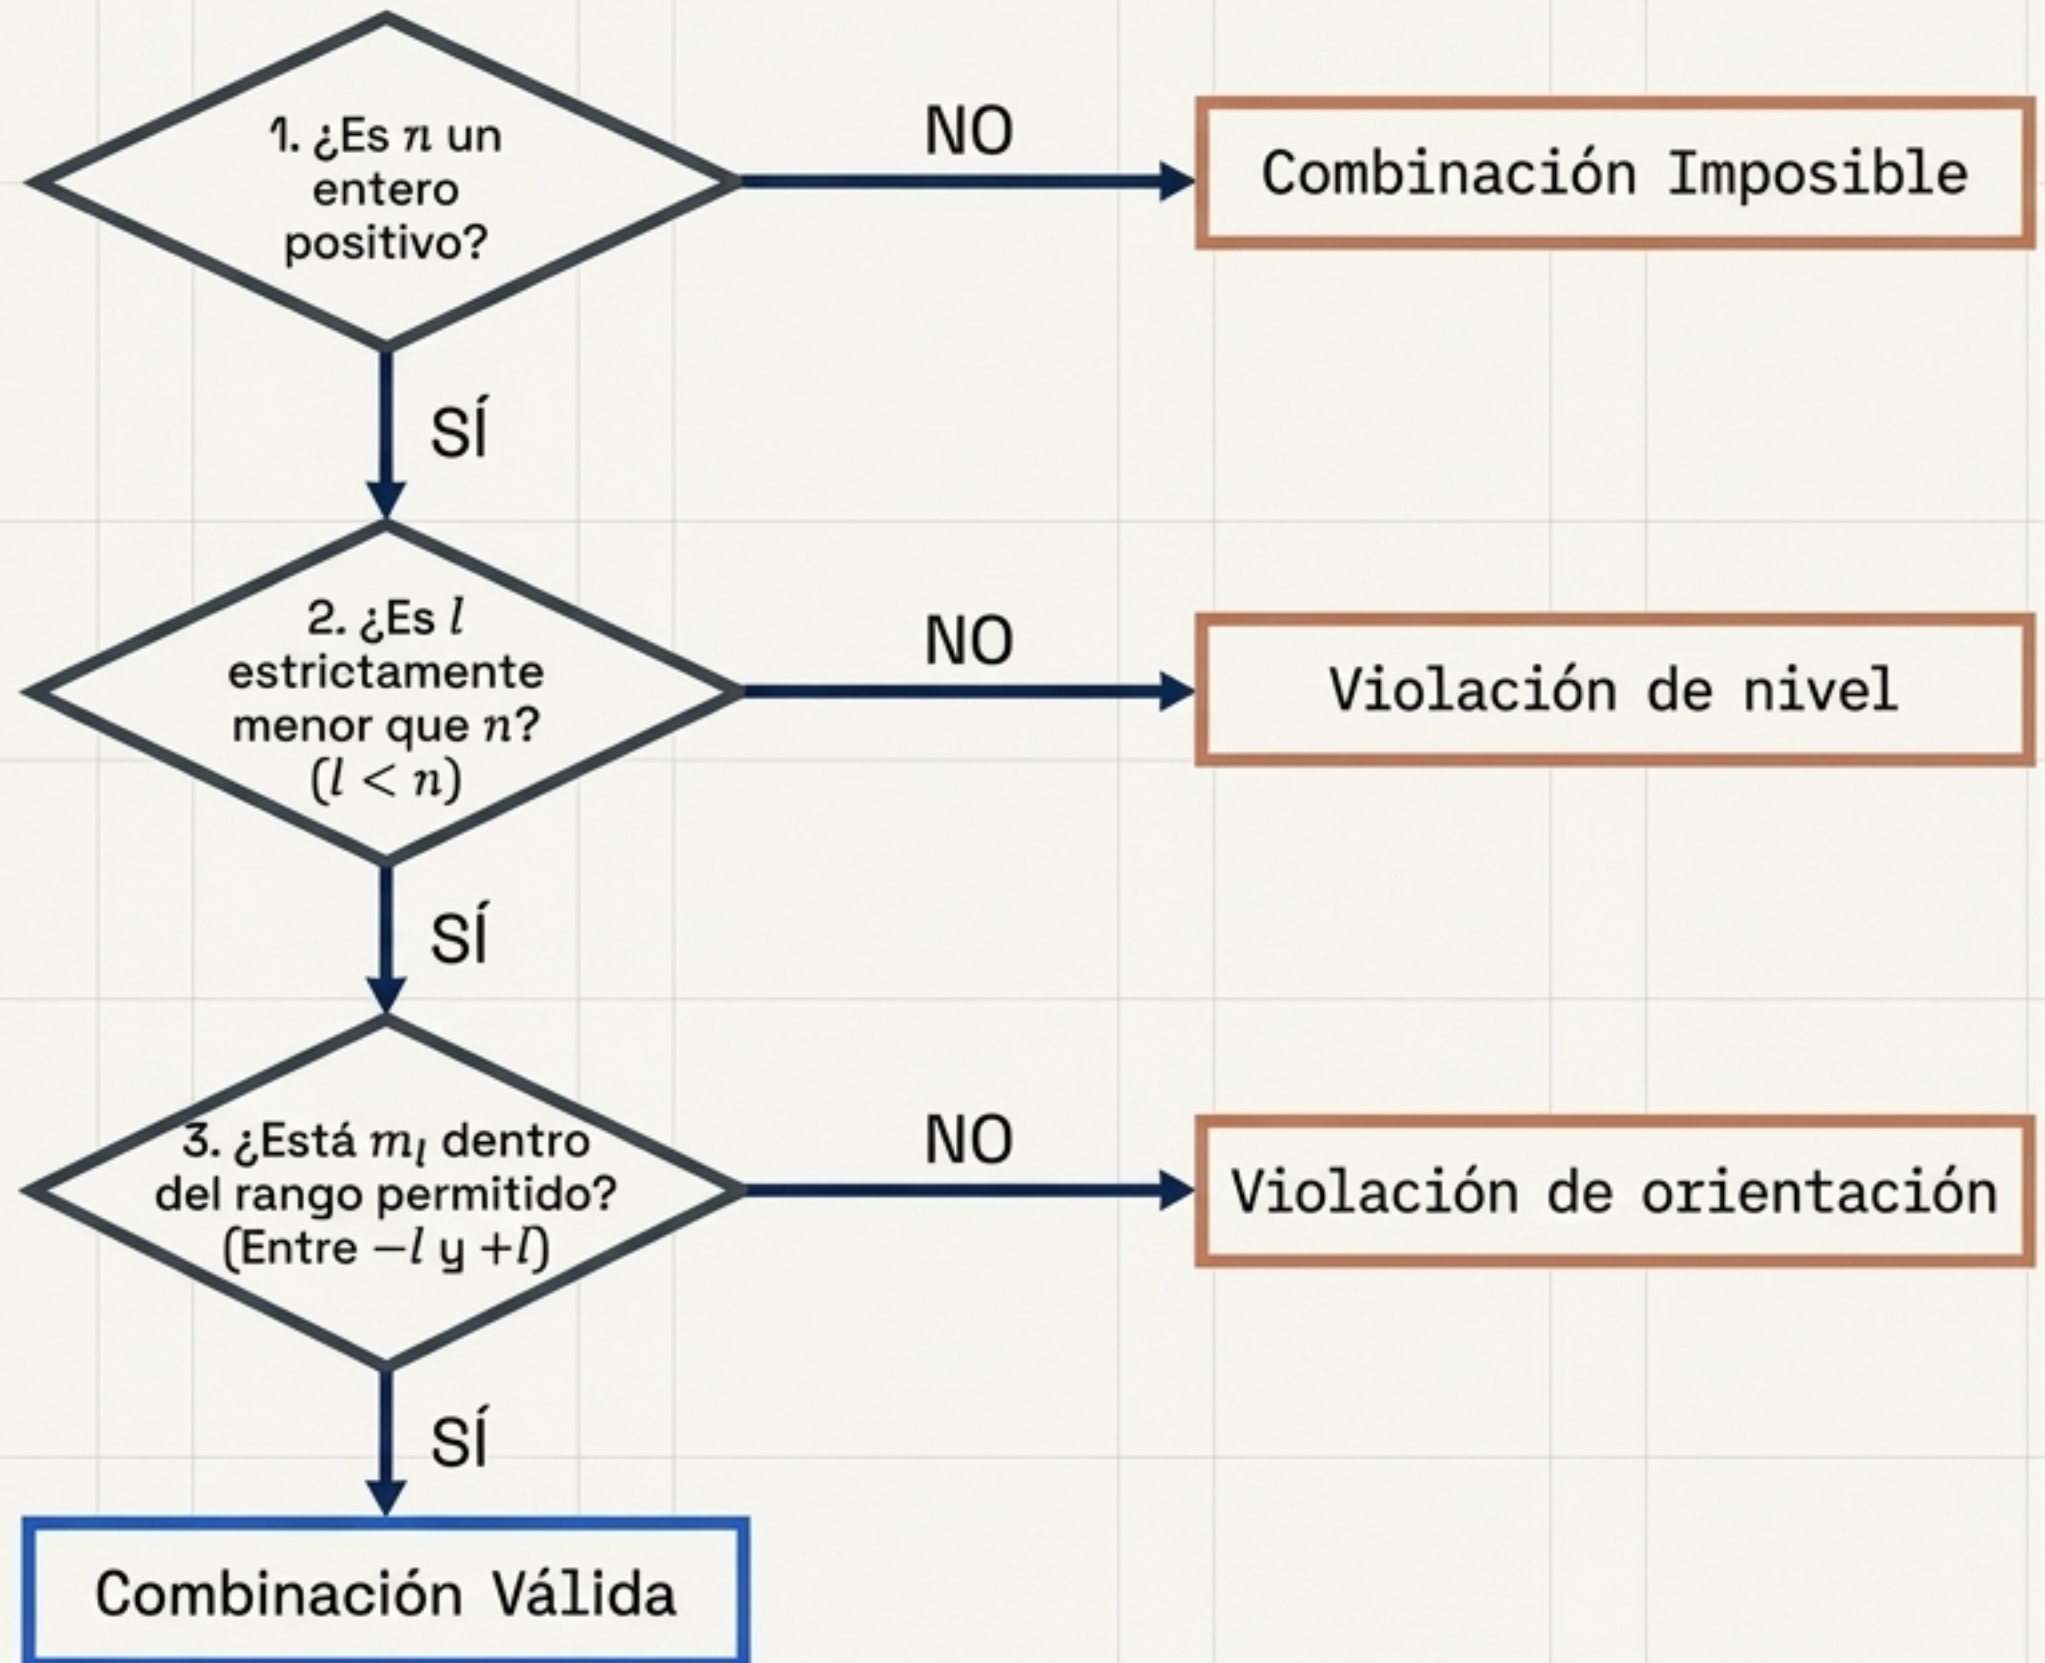 1. ¿Es n un
entero
positivo?
NO
Combinación Imposible
SÍ
2. ¿Es l
estrictamente
menor que n?
(l < n)
NO
Violación de nivel
SÍ
3. ¿Está mₗ dentro
del rango permitido?
(Entre −l y +l)
NO
Violación de orientación
SÍ
Combinación Válida